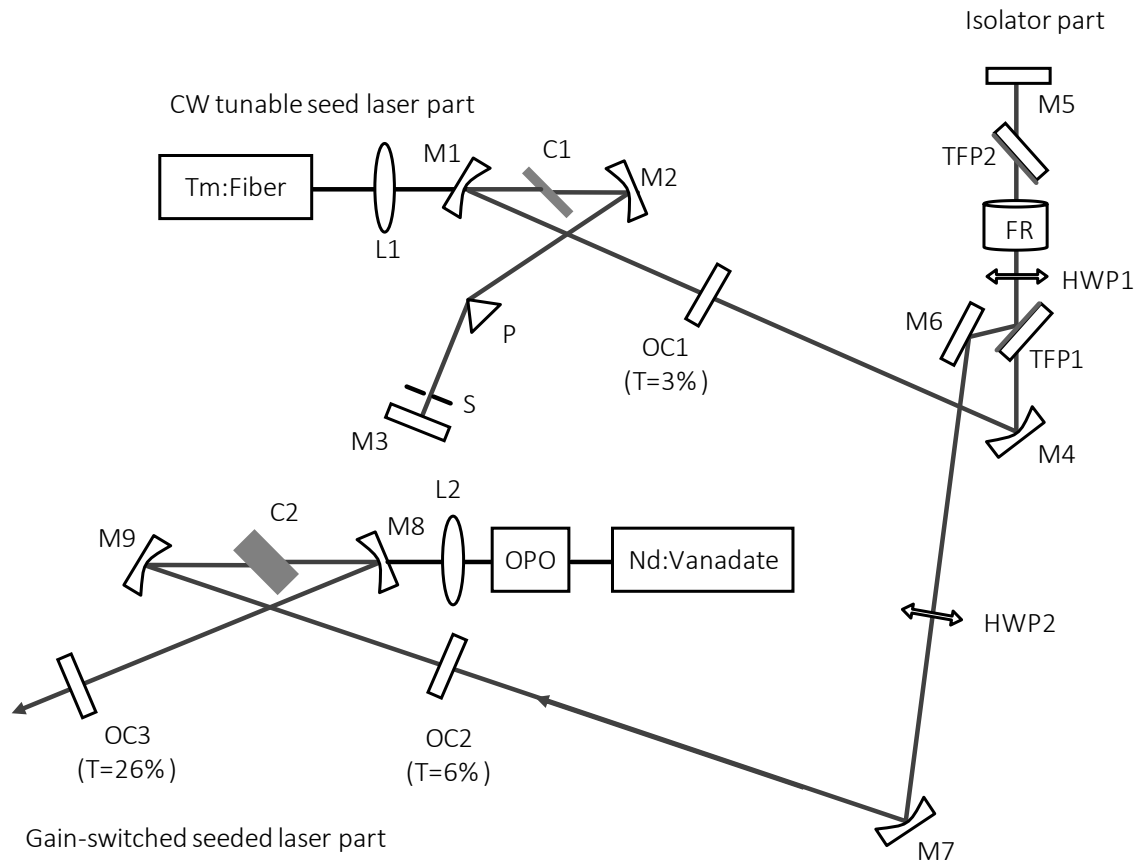 Isolator part
M5
CW tunable seed laser part
TFP2
M1
C1
M2
Tm:Fiber
FR
L1
HWP1
M6
P
OC1
(T=3%)
TFP1
S
M3
M4
L2
C2
M8
M9
OPO
Nd:Vanadate
HWP2
OC3
(T=26%)
OC2
(T=6%)
Gain-switched seeded laser part
M7